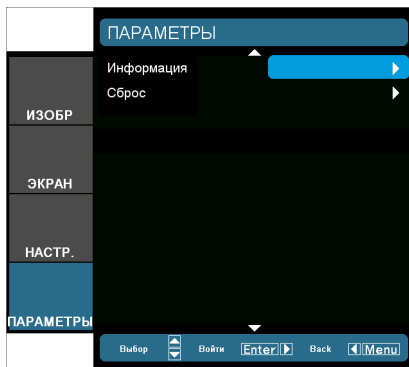 ПАРАМЕТРЫ
Информация
Сброс
ИЗОБР
ЭКРАН
НАСТР.
ПАРАМЕТРЫ
Выбор Войти Enter Back Menu